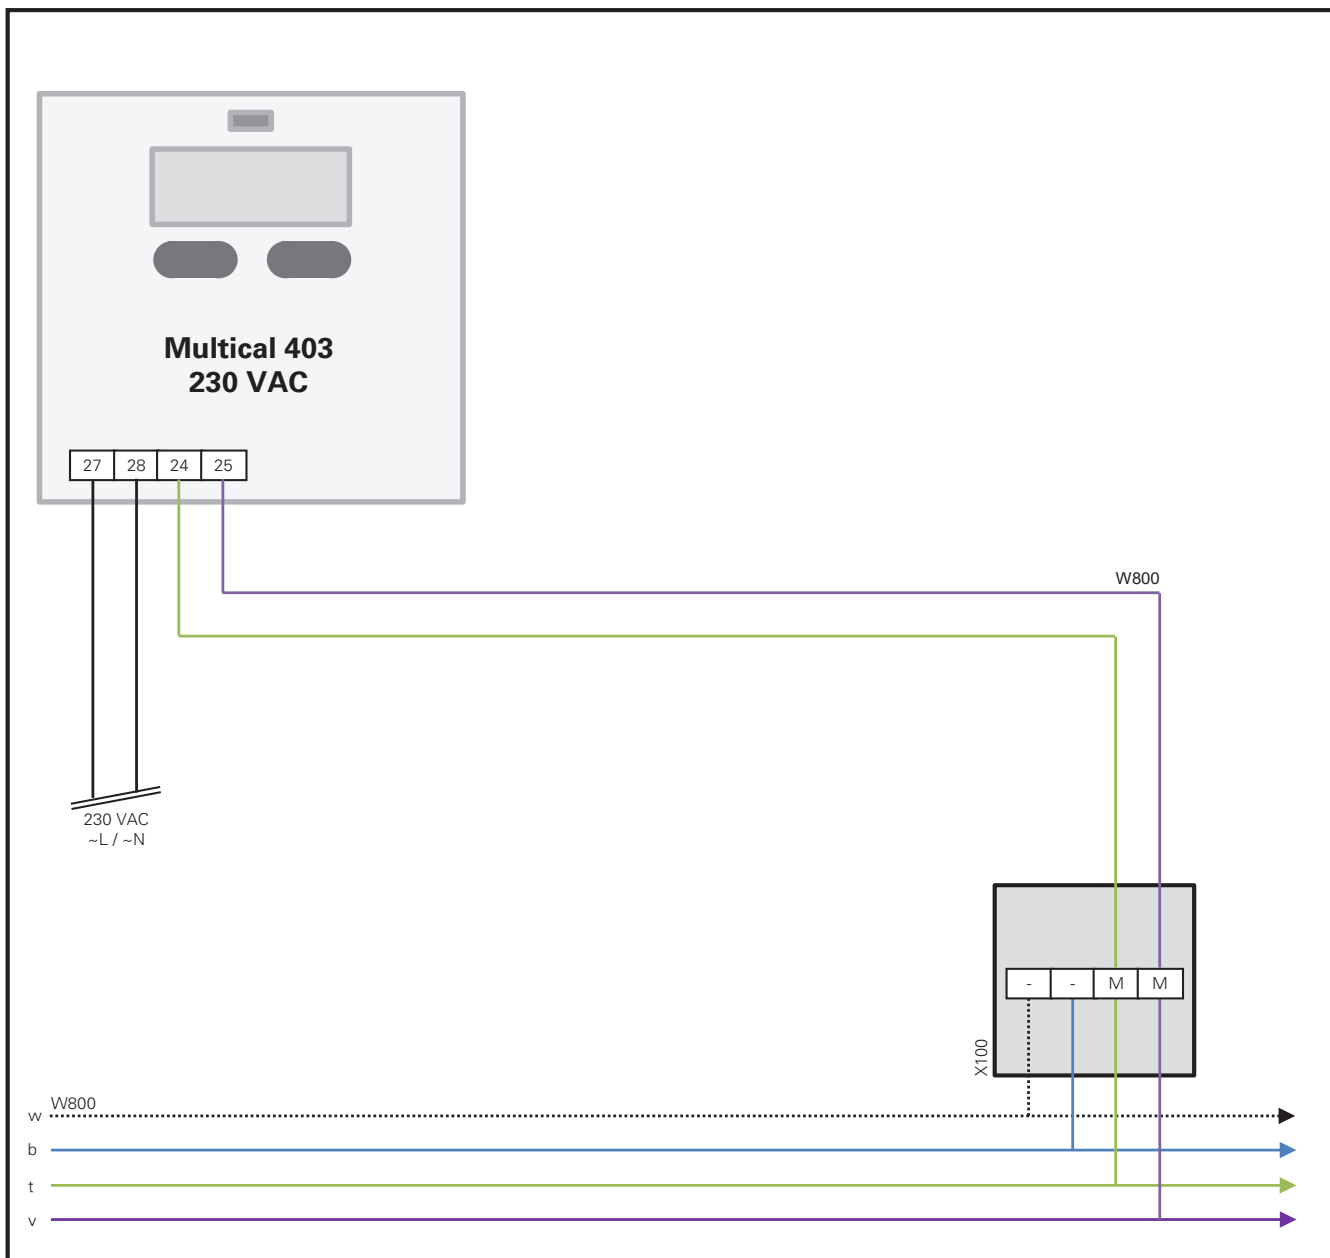 Multical 403
230 VAC
27 28 24 25
W800
230 VAC
~L / ~N
- - M M
X100
W800
w
b
t
v